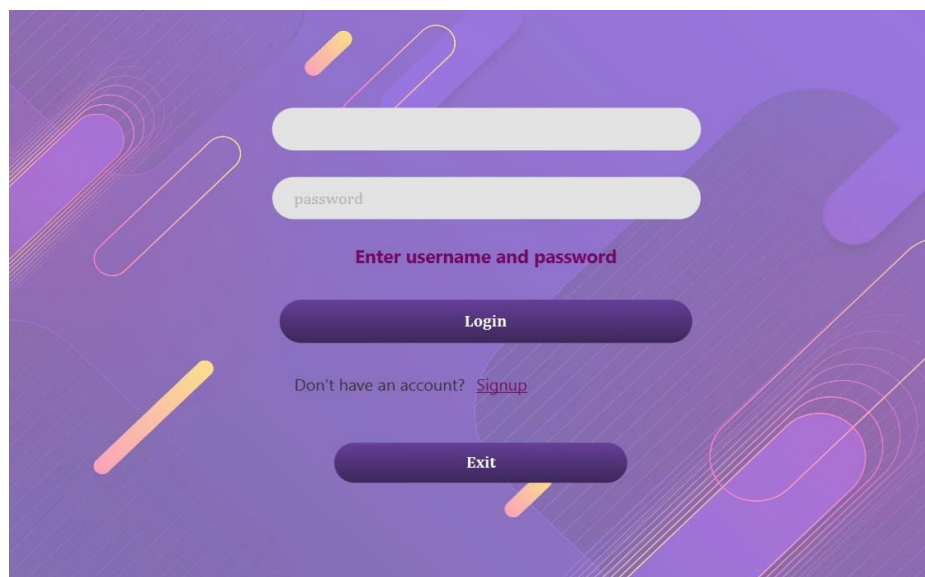 password
Enter username and password
Login
Don't have an account? Signup
Exit